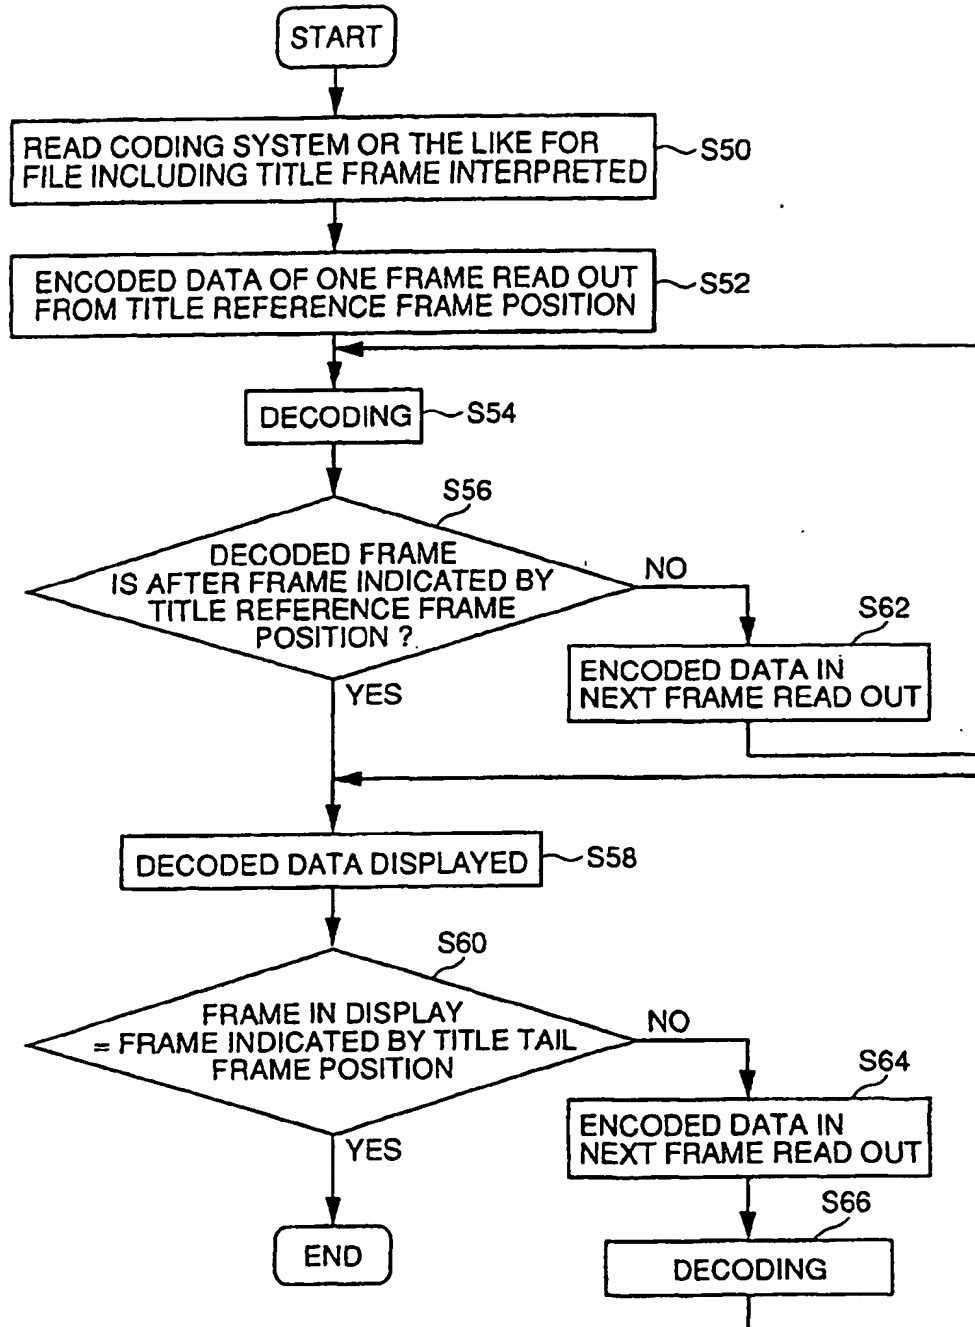 START
READ CODING SYSTEM OR THE LIKE FOR
FILE INCLUDING TITLE FRAME INTERPRETED
S50
ENCODED DATA OF ONE FRAME READ OUT
FROM TITLE REFERENCE FRAME POSITION
S52
DECODING
S54
S56
DECODED FRAME
IS AFTER FRAME INDICATED BY
TITLE REFERENCE FRAME
POSITION ?
NO
YES
S62
ENCODED DATA IN
NEXT FRAME READ OUT
DECODED DATA DISPLAYED
S58
S60
FRAME IN DISPLAY
= FRAME INDICATED BY TITLE TAIL
FRAME POSITION
NO
YES
S64
ENCODED DATA IN
NEXT FRAME READ OUT
S66
DECODING
END